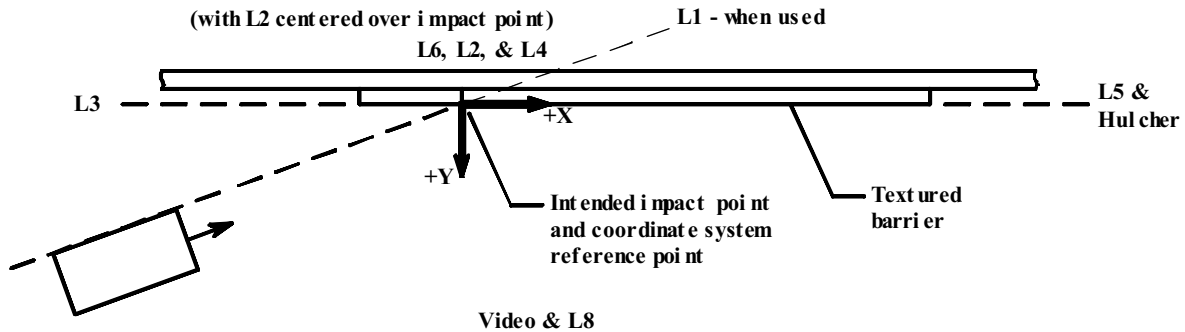 (with L2 centered over impact point)
L1 - when used
L6, L2, & L4
L3
L5 &
Hulcher
+X
+Y
Intended impact point
and coordinate system
reference point
Textured
barrier
Video & L8